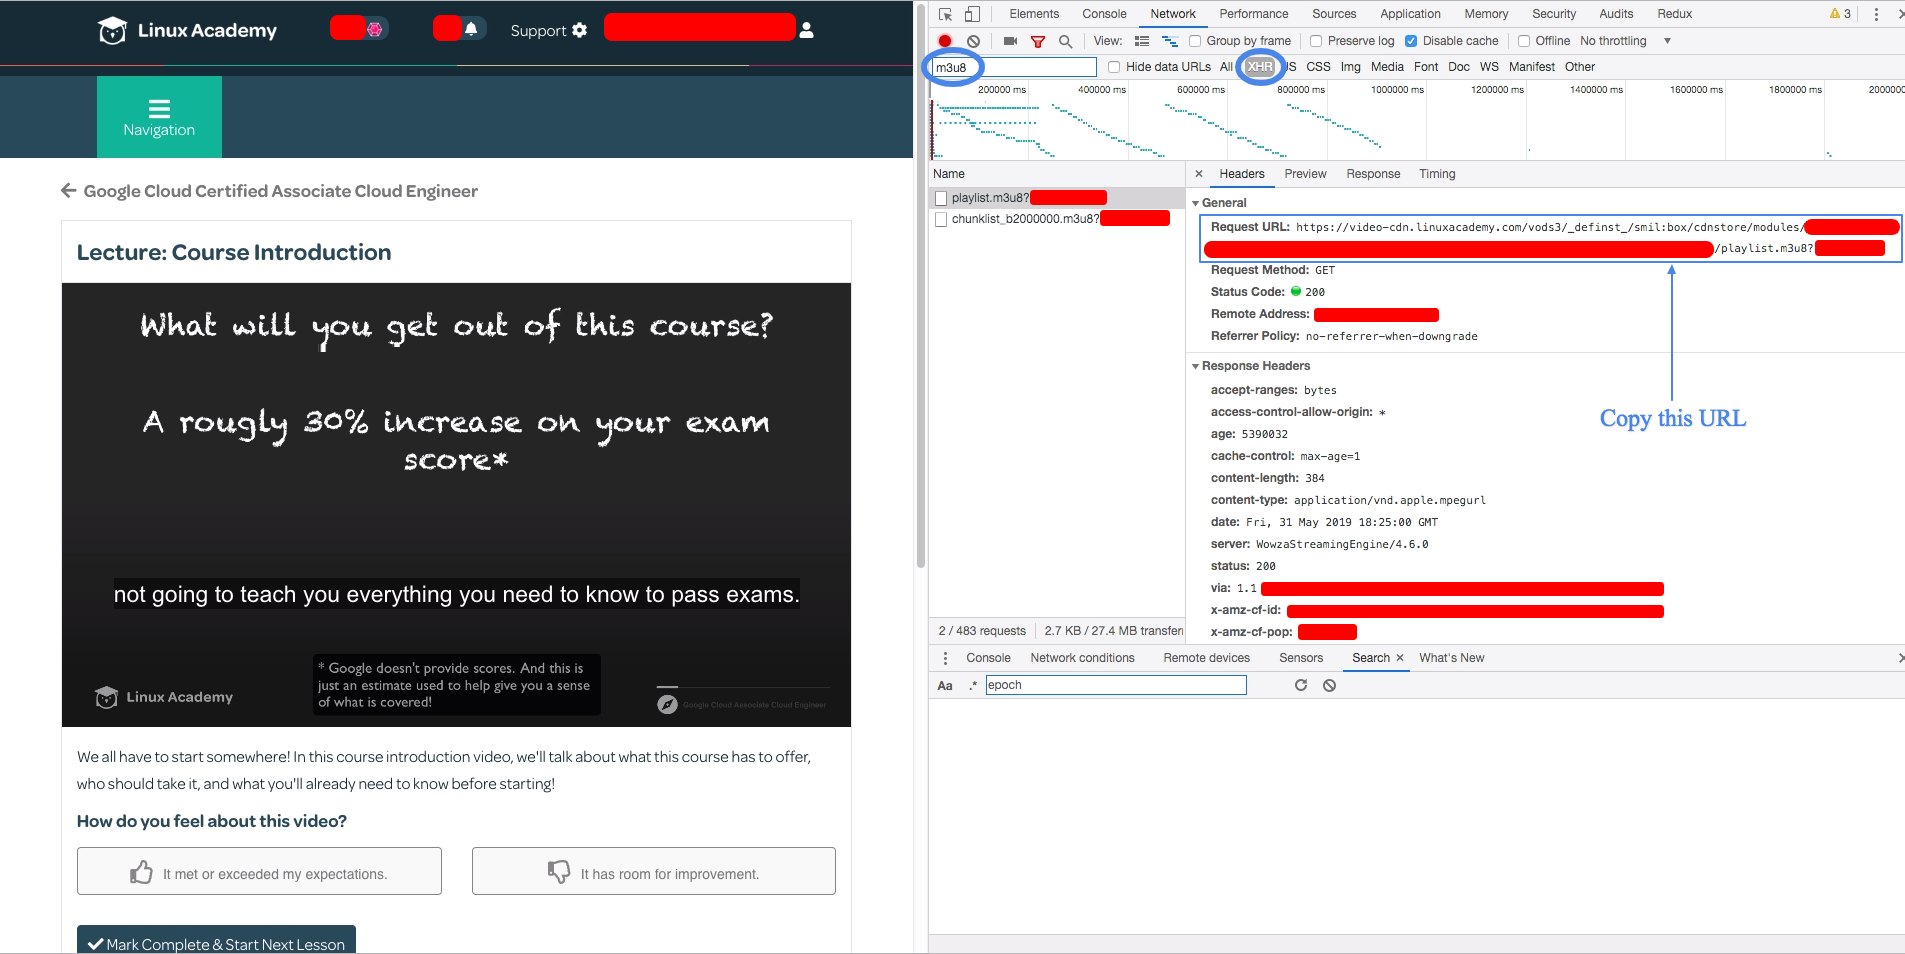 Linux Academy
Support
Navigation
Google Cloud Certified Associate Cloud Engineer
Lecture: Course Introduction
What will you get out of this course?
A rougly 30% increase on your exam
score*
not going to teach you everything you need to know to pass exams.
* Google doesn't provide scores. And this is
just an estimate used to help give you a sense
of what is covered!
Linux Academy
Google Cloud Associate Cloud Engineer
We all have to start somewhere! In this course introduction video, we'll talk about what this course has to offer,
who should take it, and what you'll already need to know before starting!
How do you feel about this video?
It met or exceeded my expectations.
It has room for improvement.
Mark Complete & Start Next Lesson
Elements Console Network Performance Sources Application Memory Security Audits Redux 3
View: Group by frame Preserve log Disable cache Offline No throttling
m3u8 Hide data URLs All XHR JS CSS Img Media Font Doc WS Manifest Other
200000 ms 400000 ms 600000 ms 800000 ms 1000000 ms 1200000 ms 1400000 ms 1600000 ms 1800000 ms 200000
Name
playlist.m3u8?
chunklist_b2000000.m3u8?
2 / 483 requests 2.7 KB / 27.4 MB transfer
Headers Preview Response Timing
General
Request URL: https://video-cdn.linuxacademy.com/vods3/_definst_/smil:box/cdnstore/modules/
/playlist.m3u8?
Request Method: GET
Status Code: 200
Remote Address:
Referrer Policy: no-referrer-when-downgrade
Response Headers
accept-ranges: bytes
access-control-allow-origin: *
age: 5390032
cache-control: max-age=1
content-length: 384
content-type: application/vnd.apple.mpegurl
date: Fri, 31 May 2019 18:25:00 GMT
server: WowzaStreamingEngine/4.6.0
status: 200
via: 1.1
x-amz-cf-id:
x-amz-cf-pop:
Copy this URL
Console Network conditions Remote devices Sensors Search What's New
Aa .* epoch